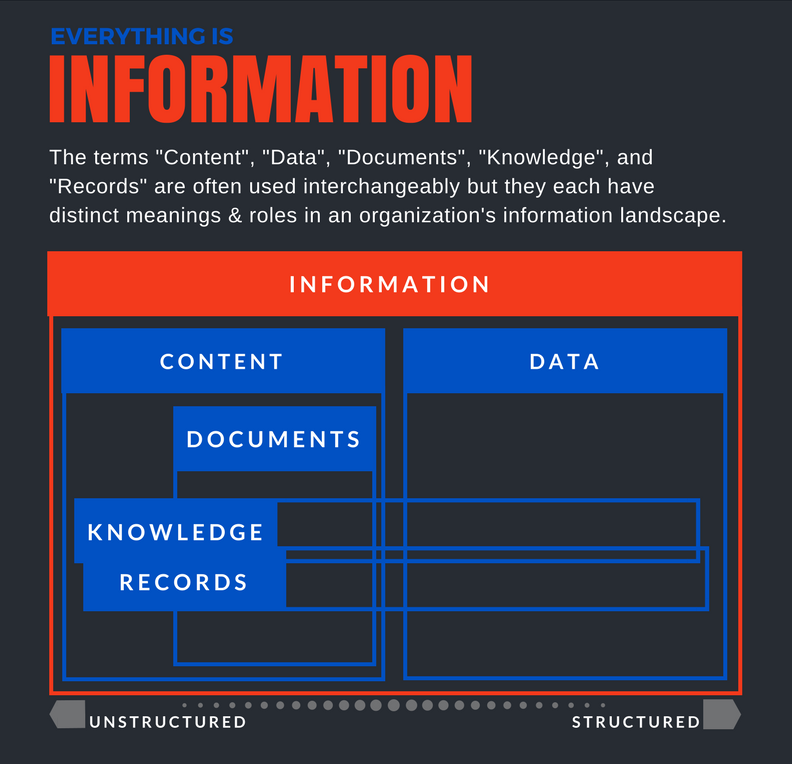 EVERYTHING IS
INFORMATION
The terms "Content", "Data", "Documents", "Knowledge", and
"Records" are often used interchangeably but they each have
distinct meanings & roles in an organization's information landscape.
INFORMATION
CONTENT
DATA
DOCUMENTS
KNOWLEDGE
RECORDS
UNSTRUCTURED
STRUCTURED